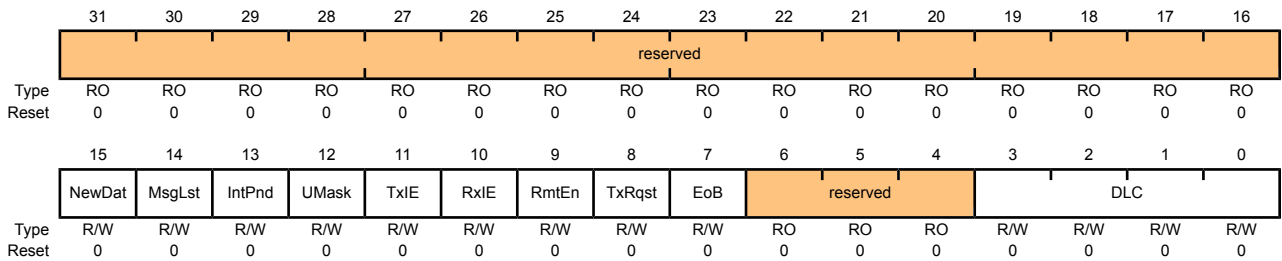 31 30 29 28 27 26 25 24 23 22 21 20 19 18 17 16
reserved
Type RO RO RO RO RO RO RO RO RO RO RO RO RO RO RO RO
Reset 0 0 0 0 0 0 0 0 0 0 0 0 0 0 0 0
15 14 13 12 11 10 9 8 7 6 5 4 3 2 1 0
NewDat MsgLst IntPnd UMask TxIE RxIE RmtEn TxRqst EoB reserved DLC
Type R/W R/W R/W R/W R/W R/W R/W R/W R/W RO RO RO R/W R/W R/W R/W
Reset 0 0 0 0 0 0 0 0 0 0 0 0 0 0 0 0